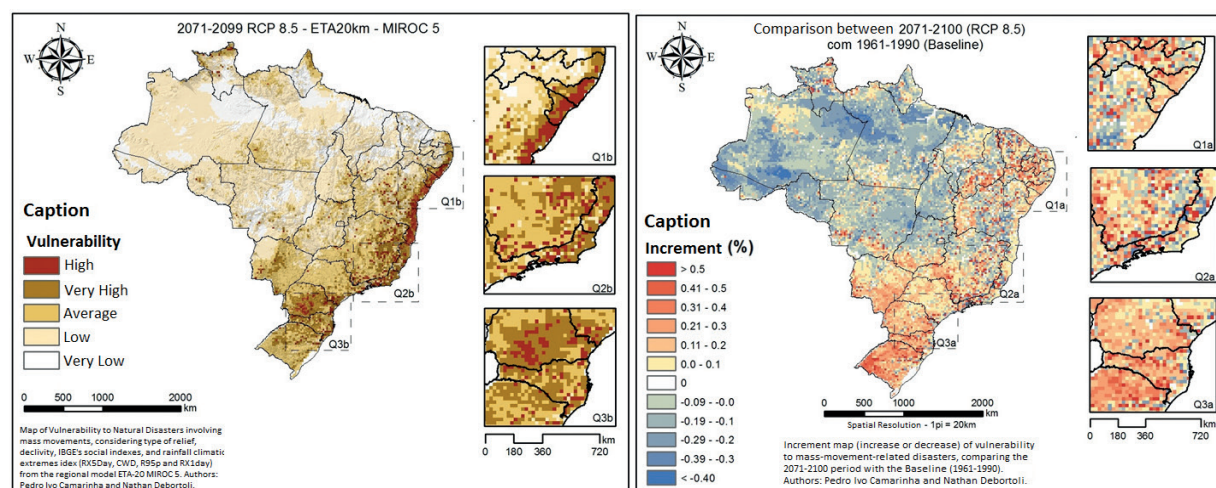 2071-2099 RCP 8.5 - ETA20km - MIROC 5
N
W
E
S
Caption
Vulnerability
High
Very High
Average
Low
Very Low
0 500 1000 2000
km
Map of Vulnerability to Natural Disasters involving
mass movements, considering type of relief,
declivity, IBGE's social indexes, and rainfall climatic
extremes idex (RX5Day, CWD, R95p and RX1day)
from the regional model ETA-20 MIROC 5. Authors:
Pedro Ivo Camarinha and Nathan Debortoli.
Q1b
Q2b
Q3b
Q1b
Q2b
Q3b
km
0 180 360 720
Comparison between 2071-2100 (RCP 8.5)
com 1961-1990 (Baseline)
N
W
E
S
Caption
Increment (%)
> 0.5
0.41 - 0.5
0.31 - 0.4
0.21 - 0.3
0.11 - 0.2
0.0 - 0.1
0
-0.09 - -0.0
-0.19 - -0.1
-0.29 - -0.2
-0.39 - -0.3
< -0.40
Q1a
Q2a
Q3a
0 500 1000 2000
km
Spatial Resolution - 1pi = 20km
Increment map (increase or decrease) of vulnerability
to mass-movement-related disasters, comparing the
2071-2100 period with the Baseline (1961-1990).
Authors: Pedro Ivo Camarinha and Nathan Debortoli.
Q1a
Q2a
Q3a
km
0 180 360 720